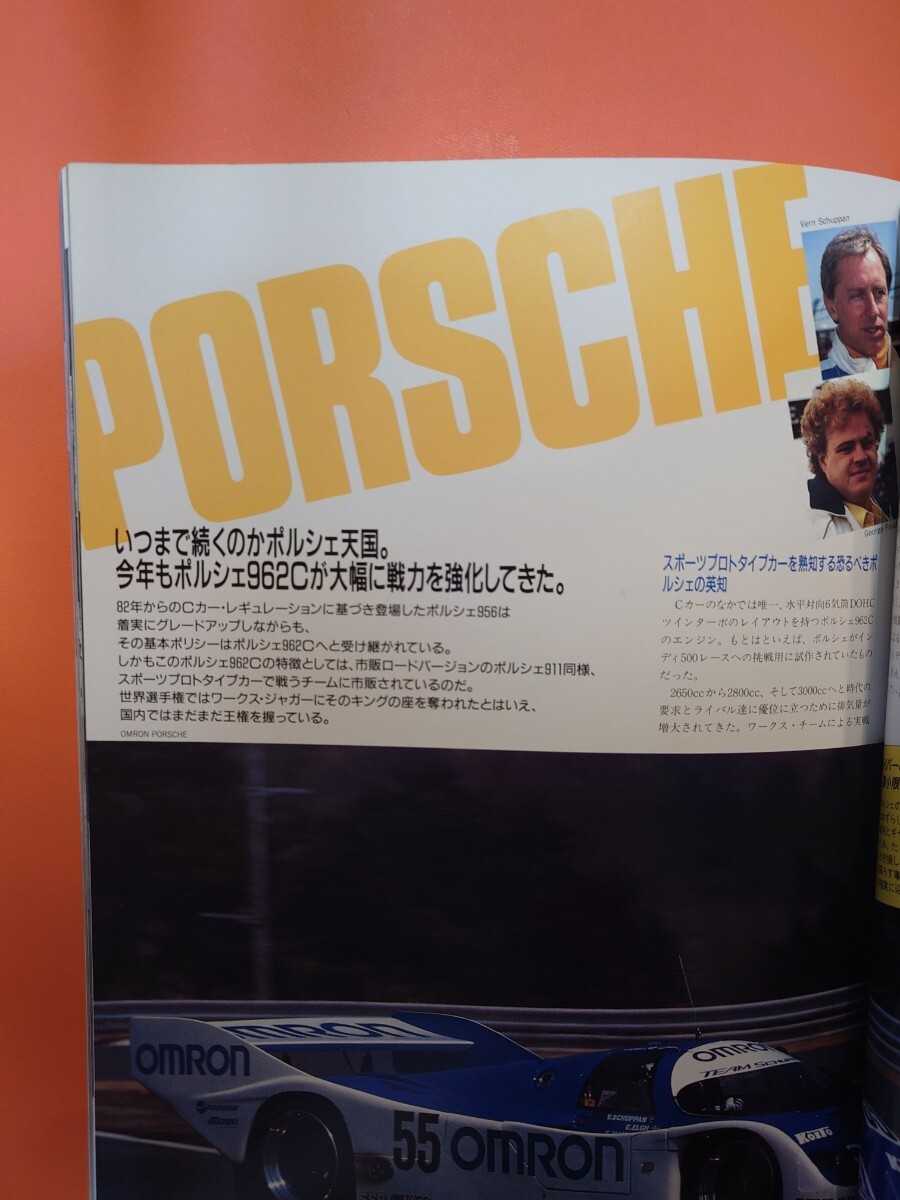 PORSCHE
Vern Schuppan
George
いつまで続くのかポルシェ天国。
今年もポルシェ962Cが大幅に戦力を強化してきた。
82年からのCカー・レギュレーションに基づき登場したポルシェ956は
着実にグレードアップしながらも、
その基本ポリシーはポルシェ962Cへと受け継がれている。
しかもこのポルシェ962Cの特徴としては、市販ロードバージョンのポルシェ911同様、
スポーツプロトタイプカーで戦うチームに市販されているのだ。
世界選手権ではワークス・ジャガーにそのキングの座を奪われたとはいえ、
国内ではまだまだ王権を握っている。
OMRON PORSCHE
スポーツプロトタイプカーを熟知する恐るべきポ
ルシェの英知
Cカーのなかでは唯一、水平対向6気筒DOHC
ツインターボのレイアウトを持つポルシェ962C
のエンジン。もとはといえば、ポルシェがイン
ディ500レースへの挑戦用に試作されていたもの
だった。
2650ccから2800cc、そして3000ccへと時代の
要求とライバル達に優位に立つために排気量が
増大されてきた。ワークス・チームによる実戦
OMRON
OMRON
OMRON
TEAM SCHU
V.SCHUPPAN
E.ELGH
55
OMRON
KOITO